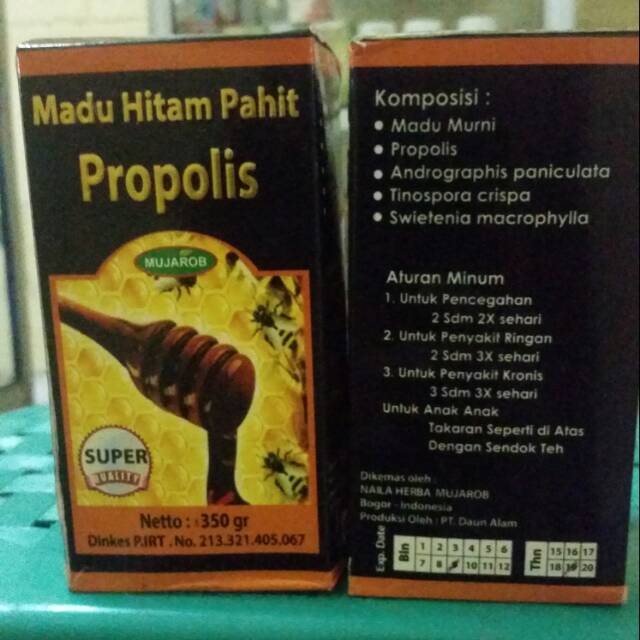 Madu Hitam Pahit
Propolis
MUJAROB
SUPER
QUALITY
Netto : ±350 gr
Dinkes P.IRT . No. 213.321.405.067
Komposisi :
• Madu Murni
• Propolis
• Andrographis paniculata
• Tinospora crispa
• Swietenia macrophylla
Aturan Minum
1. Untuk Pencegahan
2 Sdm 2X sehari
2. Untuk Penyakit Ringan
2 Sdm 3X sehari
3. Untuk Penyakit Kronis
3 Sdm 3X sehari
Untuk Anak Anak
Takaran Seperti di Atas
Dengan Sendok Teh
Dikemas oleh :
NAILA HERBA MUJAROB
Bogor - Indonesia
Produksi Oleh : PT. Daun Alam
Exp. Date
Bln 1 2 3 4 5 6
7 8 9 10 11 12
Thn 15 16 17
18 19 20